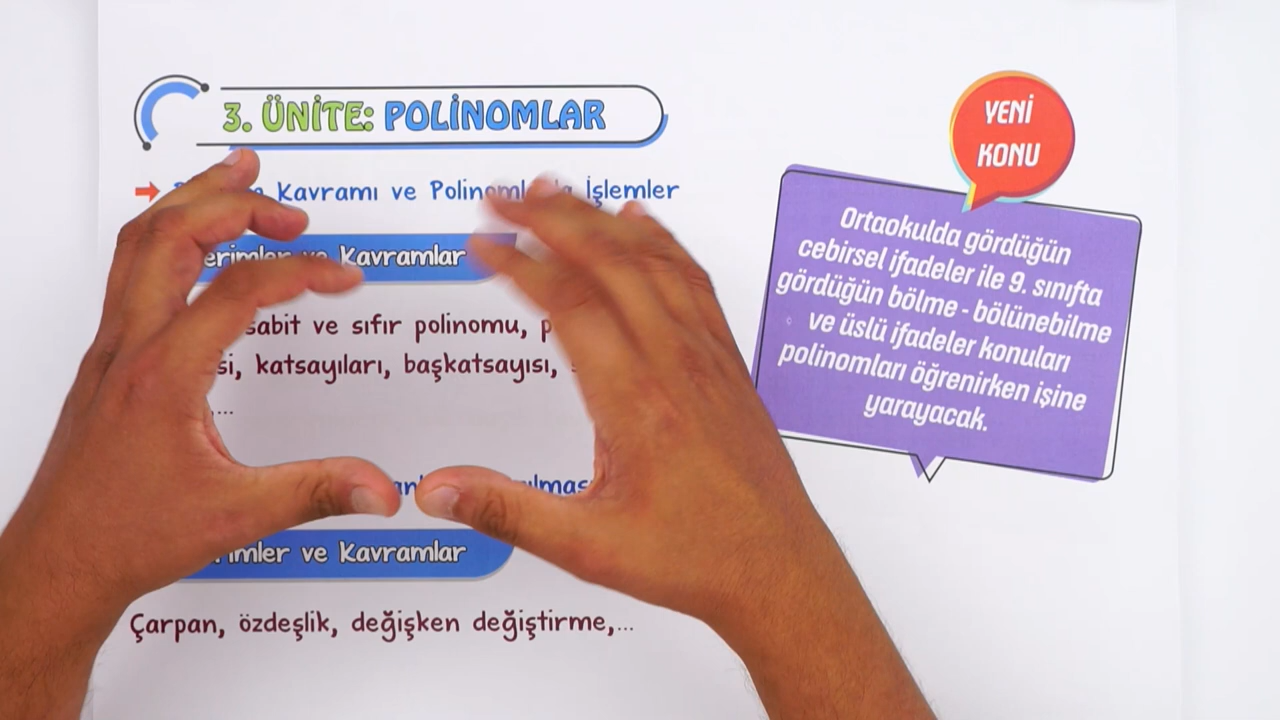 3. ÜNİTE: POLİNOMLAR
Kavramı ve İşlemler
ve Kavramlar
sabit ve sıfır polinomu,
katsayıları, başkatsayısı,
...
ve Kavramlar
Çarpan, özdeşlik, değişken değiştirme,...
YENİ
KONU
Ortaokulda gördüğün
cebirsel ifadeler ile 9. sınıfta
gördüğün bölme - bölünebilme
ve üslü ifadeler konuları
polinomları öğrenirken işine
yarayacak.